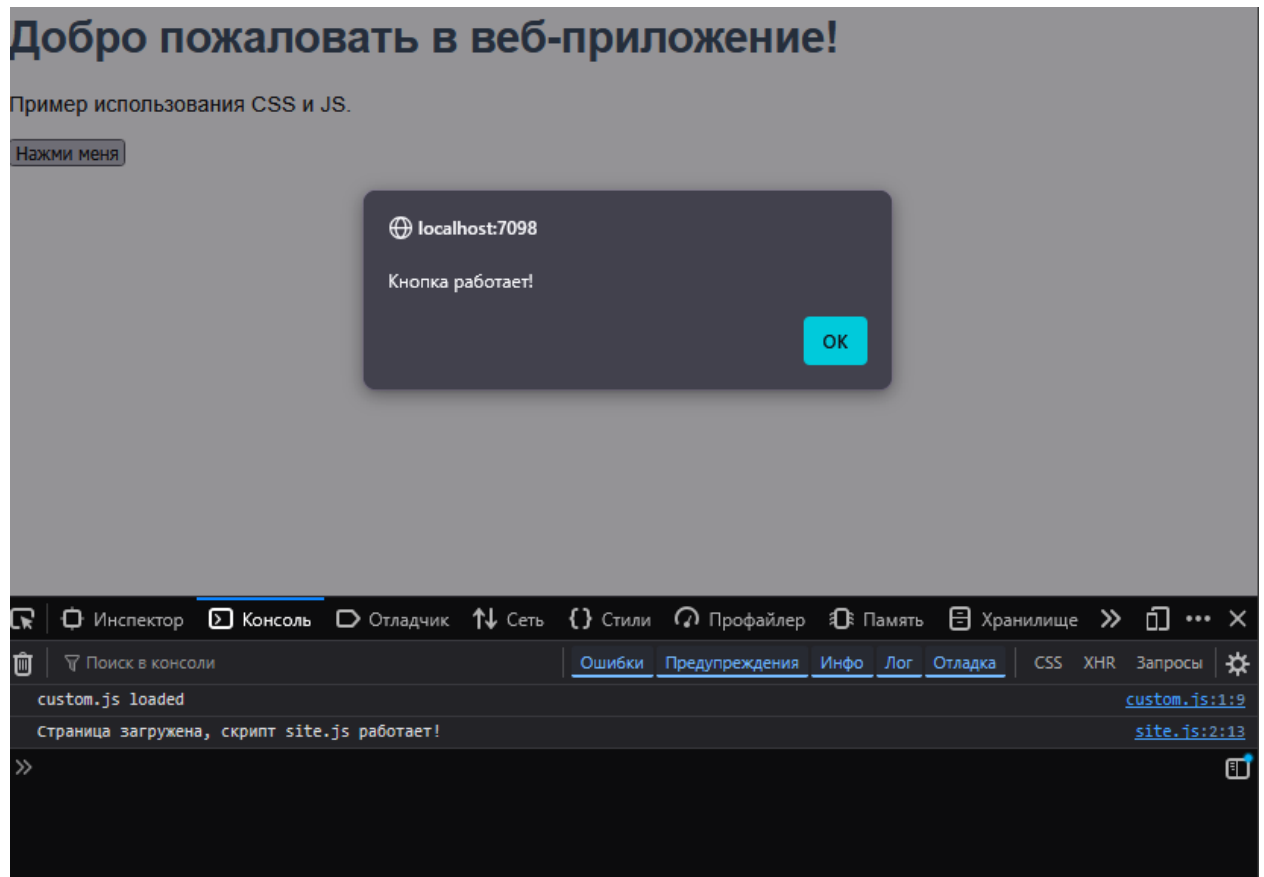 Добро пожаловать в веб-приложение!
Пример использования CSS и JS.
Нажми меня
localhost:7098
Кнопка работает!
OK
Инспектор Консоль Отладчик Сеть Стили Профайлер Память Хранилище
Поиск в консоли Ошибки Предупреждения Инфо Лог Отладка CSS XHR Запросы
custom.js loaded custom.js:1:9
Страница загружена, скрипт site.js работает! site.js:2:13